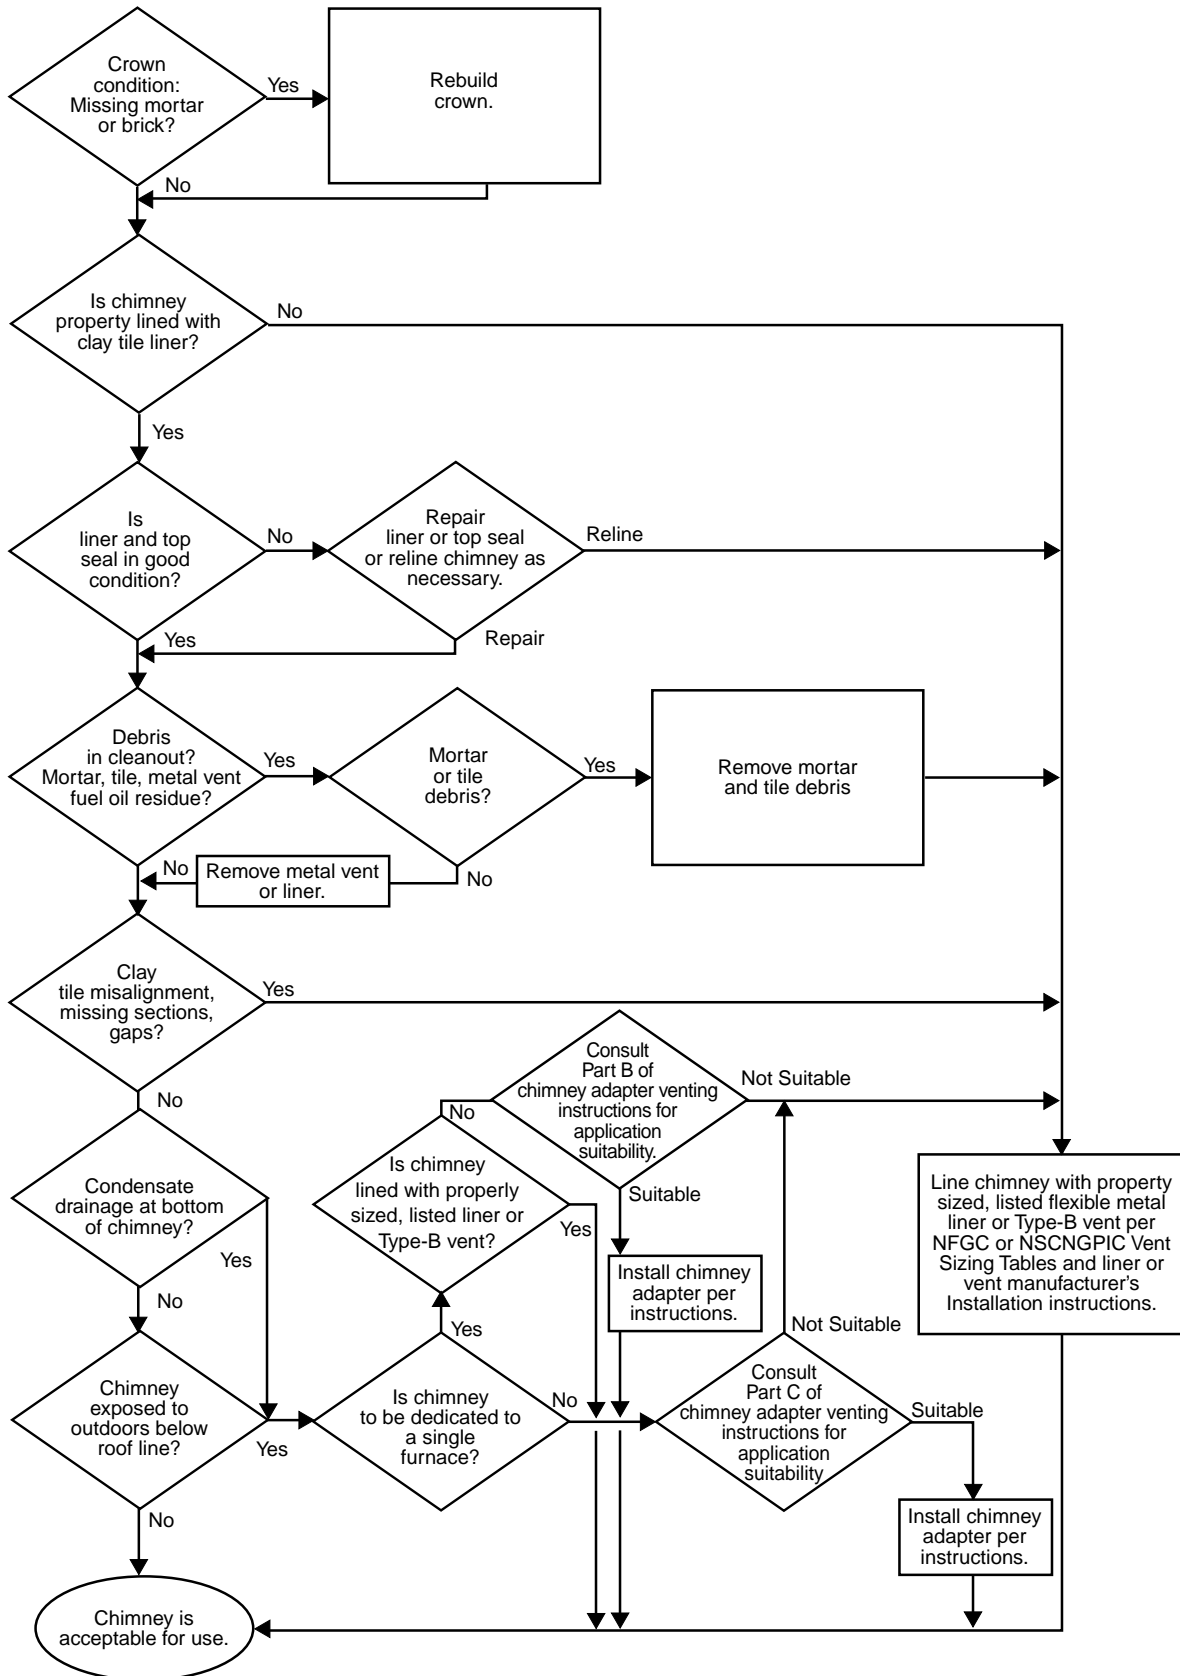 Crown
condition:
Missing mortar
or brick?
Yes
Rebuild
crown.
No
Is chimney
property lined with
clay tile liner?
No
Yes
Is
liner and top
seal in good
condition?
No
Repair
liner or top seal
or reline chimney as
necessary.
Reline
Yes
Repair
Debris
in cleanout?
Mortar, tile, metal vent
fuel oil residue?
Yes
Mortar
or tile
debris?
Yes
Remove mortar
and tile debris
No
Remove metal vent
or liner.
No
Clay
tile misalignment,
missing sections,
gaps?
Yes
No
Condensate
drainage at bottom
of chimney?
Yes
No
Chimney
exposed to
outdoors below
roof line?
Yes
No
Is chimney
to be dedicated to
a single
furnace?
Yes
No
Is chimney
lined with properly
sized, listed liner or
Type-B vent?
No
Yes
Consult
Part B of
chimney adapter venting
instructions for
application
suitability.
Not Suitable
Suitable
Install chimney
adapter per
instructions.
Not Suitable
Consult
Part C of
chimney adapter venting
instructions for
application
suitability
Suitable
Install chimney
adapter per
instructions.
Line chimney with property
sized, listed flexible metal
liner or Type-B vent per
NFGC or NSCNGPIC Vent
Sizing Tables and liner or
vent manufacturer's
Installation instructions.
Chimney is
acceptable for use.